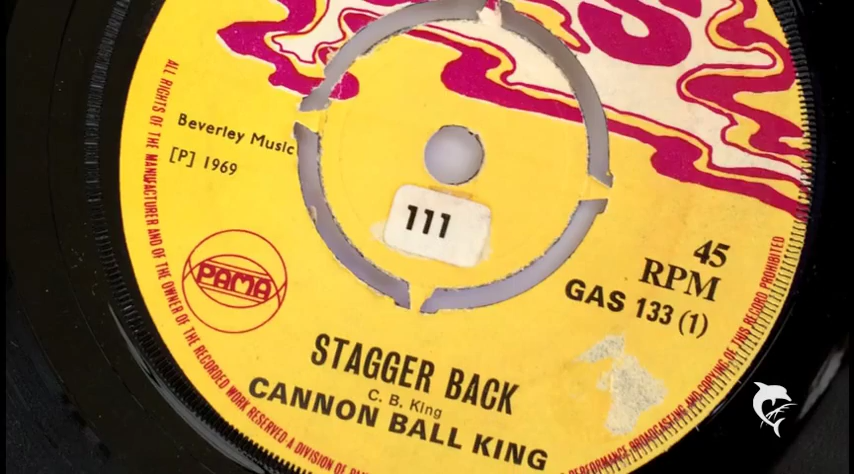 S
Beverley Music
[P] 1969
111
PAMA
45
RPM
GAS 133 (1)
STAGGER BACK
C. B. King
CANNON BALL KING
ALL RIGHTS OF THE MANUFACTURER AND OF THE OWNER OF THE RECORDED WORK RESERVED A DIVISION OF
PERFORMANCE BROADCASTING AND COPYING OF THIS RECORD PROHIBITED